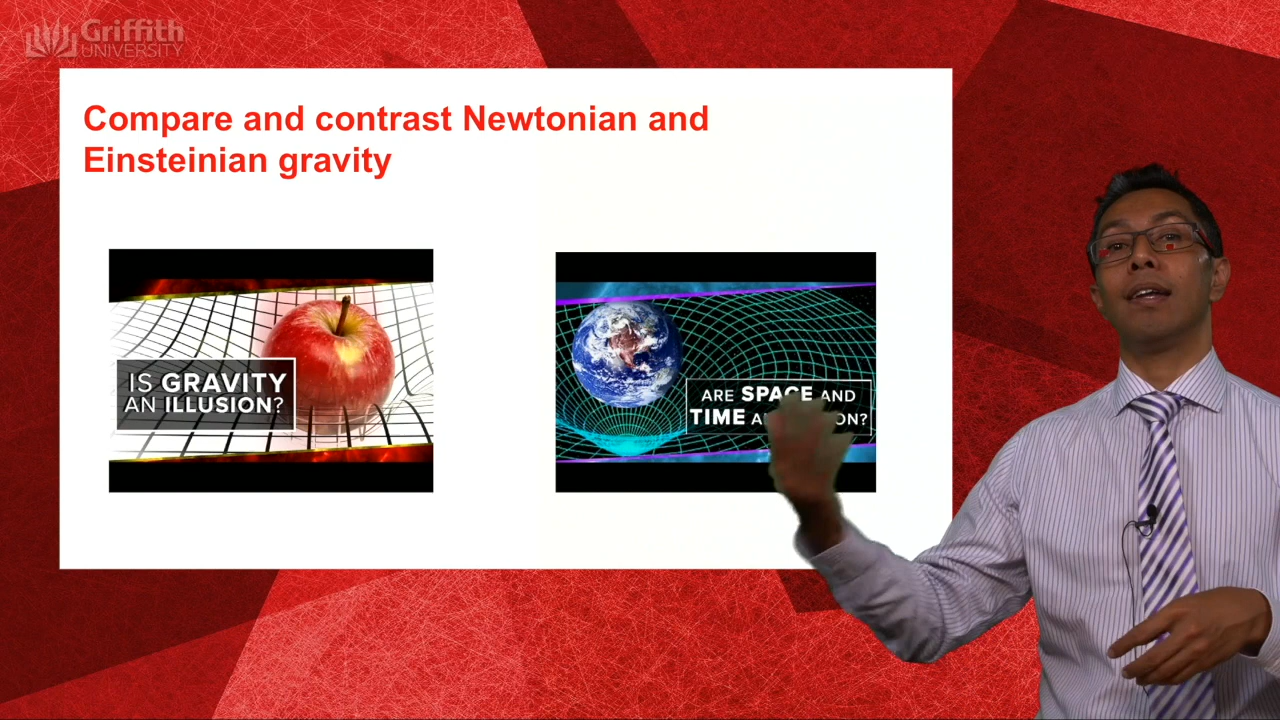 Griffith
UNIVERSITY
Compare and contrast Newtonian and
Einsteinian gravity
IS GRAVITY
AN ILLUSION?
ARE SPACE AND
TIME